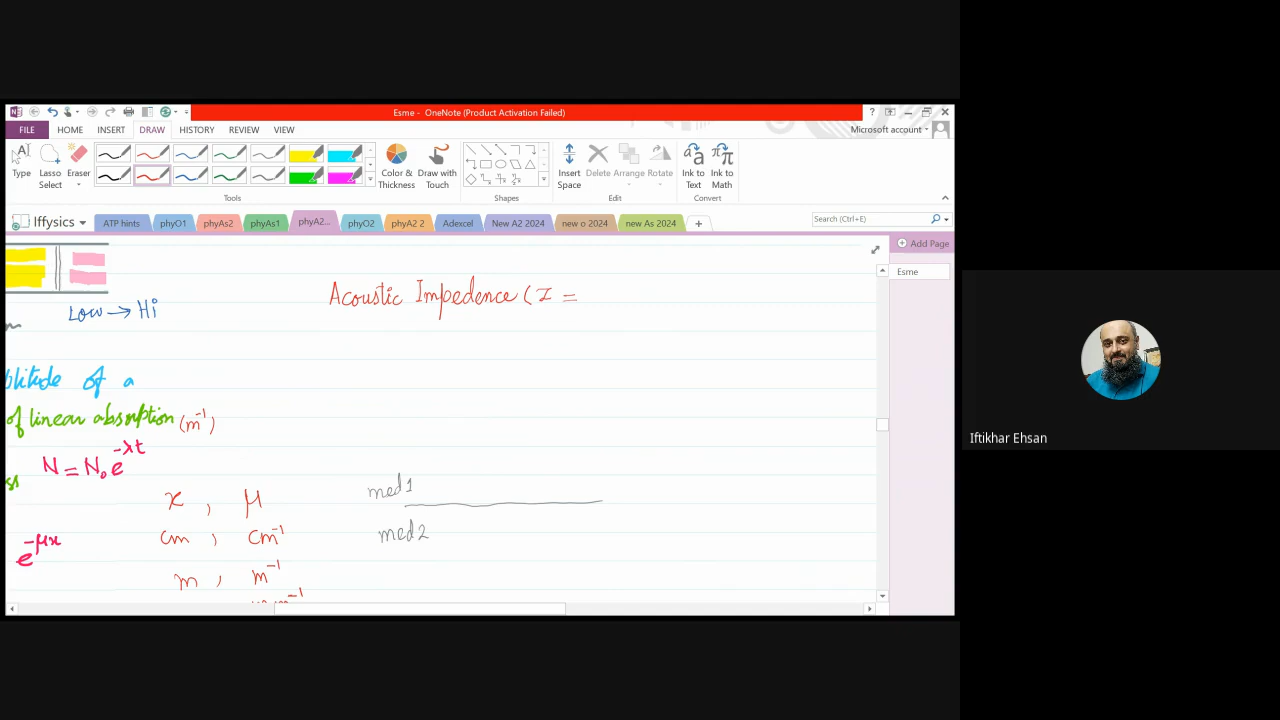 Esme - OneNote (Product Activation Failed)
FILE HOME INSERT DRAW HISTORY REVIEW VIEW
Microsoft account
Type
Lasso Select
Eraser
Color & Thickness
Draw with Touch
Insert Space
Delete
Arrange
Rotate
Ink to Text
Ink to Math
Tools
Shapes
Edit
Convert
Iffysics
ATP hints
phyO1
phyAs2
phyAs1
phyA2...
phyO2
phyA2 2
Adexcel
New A2 2024
new o 2024
new As 2024
Search (Ctrl+E)
Add Page
Esme
Low → Hi
Acoustic Impedence (Z =
plitude of a
of linear absorption (m⁻¹)
N = N₀e^-λt
ss
x , μ
cm , cm⁻¹
e^-μx
m , m⁻¹
med1
med2
Iftikhar Ehsan